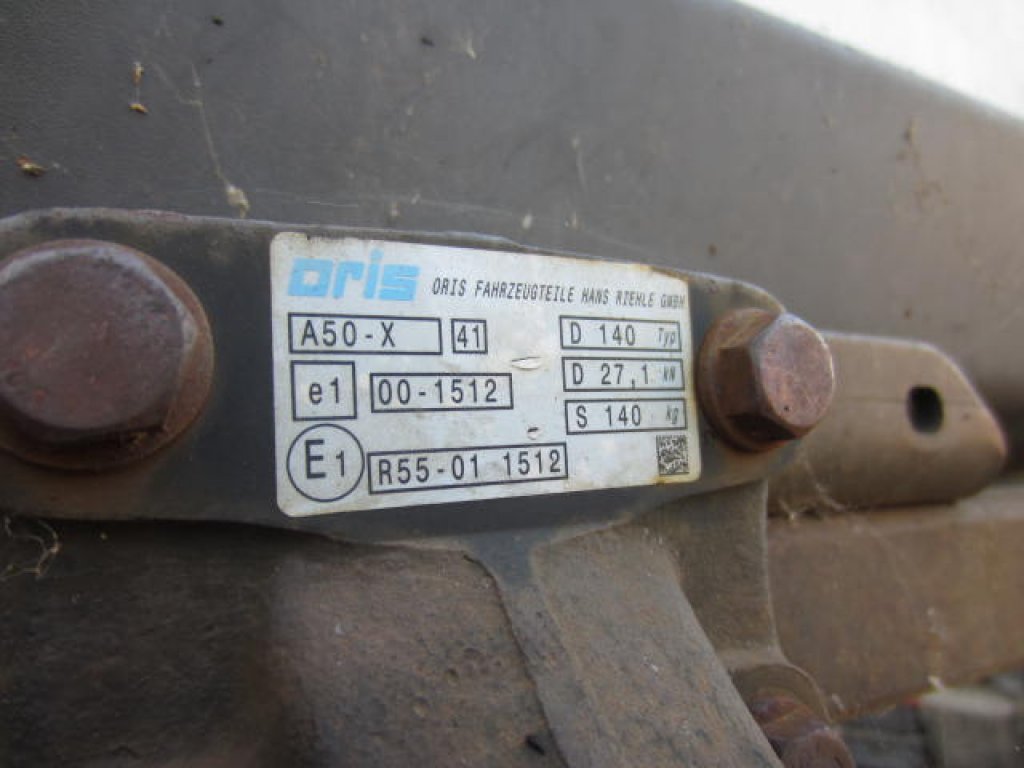 oris ORIS FAHRZEUGTEILE HANS RIEHLE GMBH
A50-X 41 D 140 Typ
e1 00-1512 D 27,1 kN
S 140 kg
E1 R55-01 1512